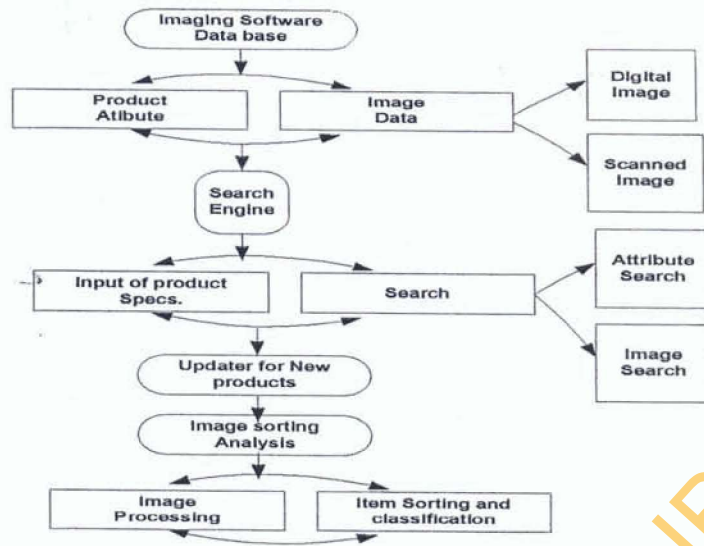 Imaging Software
Data base
Product
Atibute
Image
Data
Digital
Image
Scanned
Image
Search
Engine
Input of product
Specs.
Search
Attribute
Search
Image
Search
Updater for New
products
Image sorting
Analysis
Image
Processing
Item Sorting and
classification